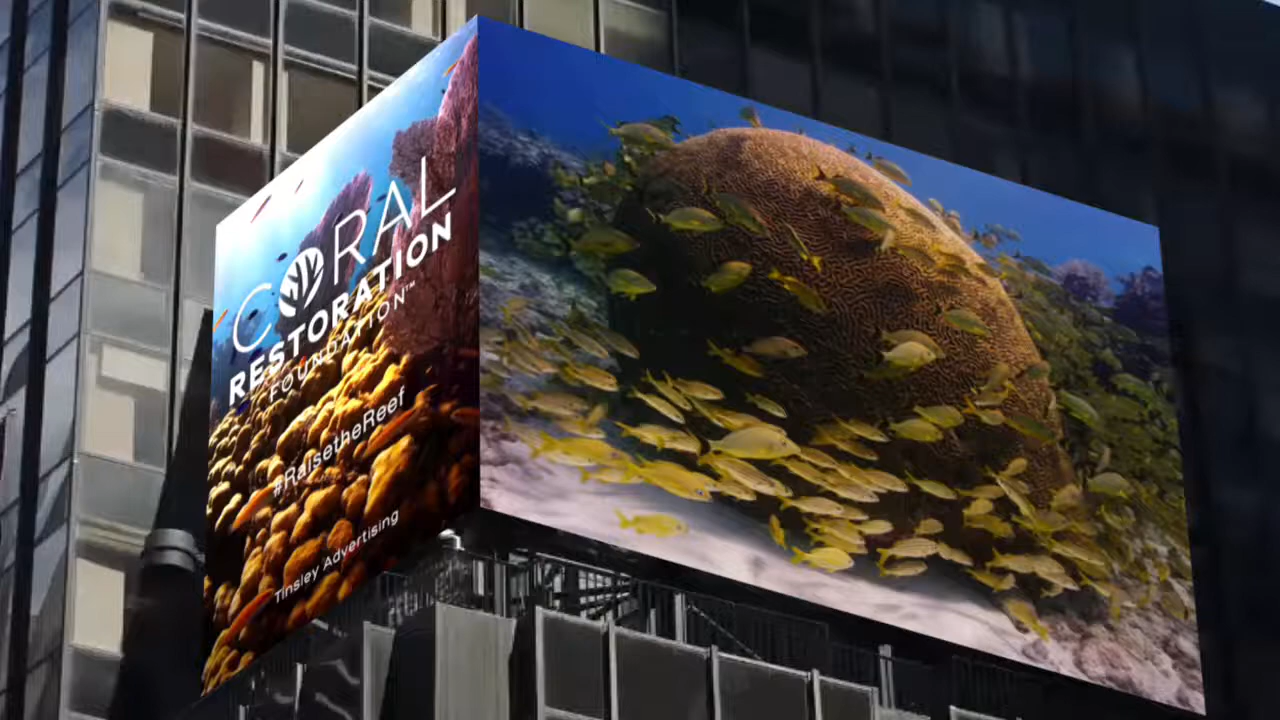 CORAL
RESTORATION
FOUNDATION™
#RaisetheReef
Tinsley Advertising